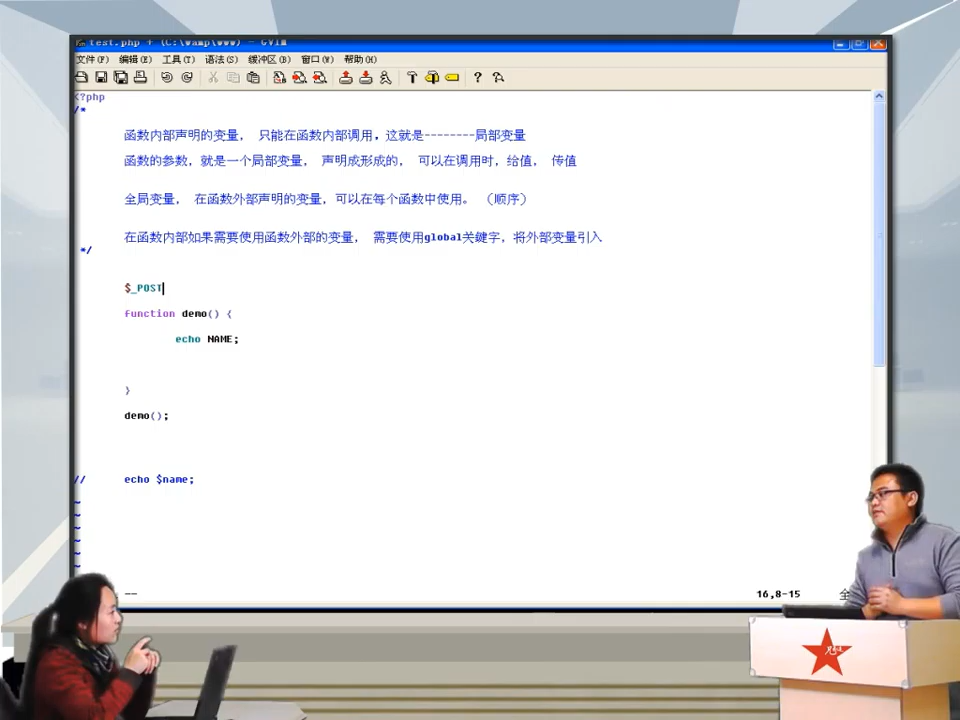 test.php + (C:\wamp\www) - GVIM
文件(F) 编辑(E) 工具(T) 语法(S) 缓冲区(B) 窗口(W) 帮助(H)
<?php
/*
函数内部声明的变量， 只能在函数内部调用，这就是--------局部变量
函数的参数，就是一个局部变量， 声明成形成的， 可以在调用时，给值， 传值
全局变量， 在函数外部声明的变量，可以在每个函数中使用。 （顺序）
在函数内部如果需要使用函数外部的变量， 需要使用global关键字，将外部变量引入
*/
$_POST
function demo() {
echo NAME;
}
demo();
// echo $name;
~
~
~
~
~
~
-- 16,8-15 全